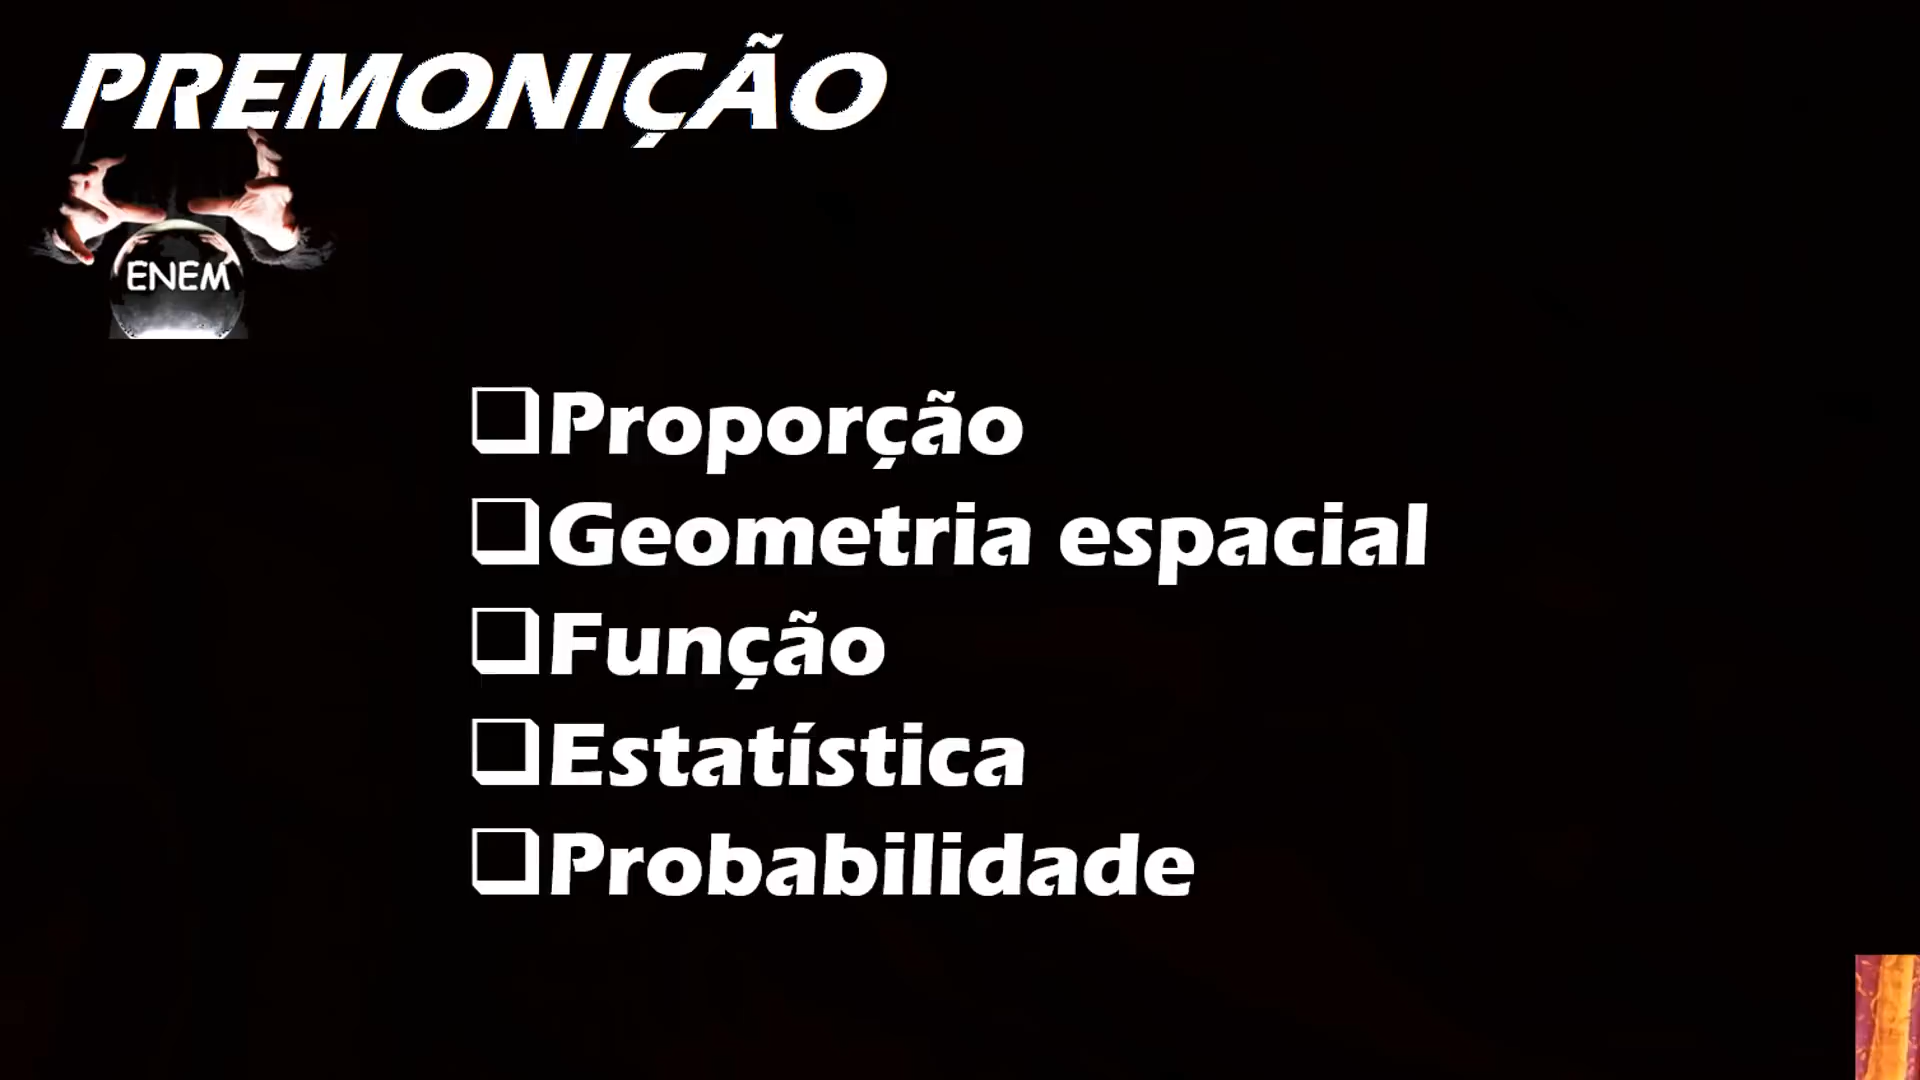 PREMONIÇÃO
ENEM
❑Proporção
❑Geometria espacial
❑Função
❑Estatística
❑Probabilidade